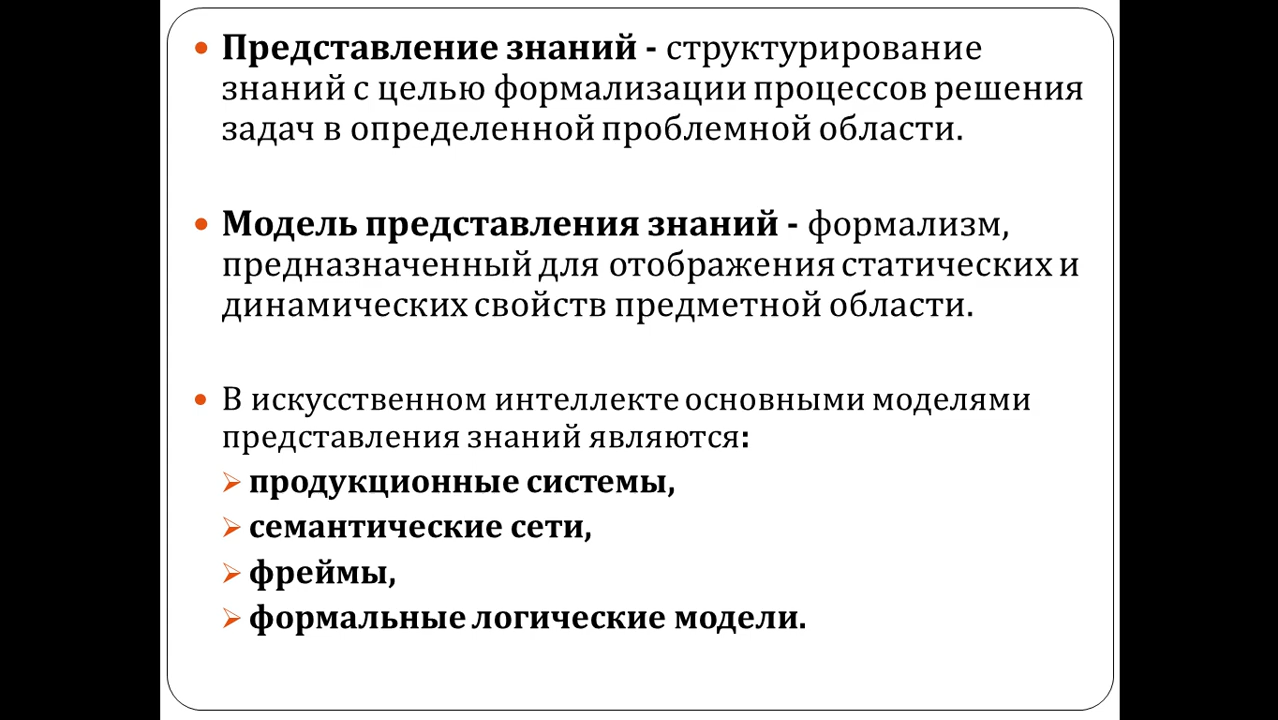 • Представление знаний - структурирование
знаний с целью формализации процессов решения
задач в определенной проблемной области.
• Модель представления знаний - формализм,
предназначенный для отображения статических и
динамических свойств предметной области.
• В искусственном интеллекте основными моделями
представления знаний являются:
➢ продукционные системы,
➢ семантические сети,
➢ фреймы,
➢ формальные логические модели.